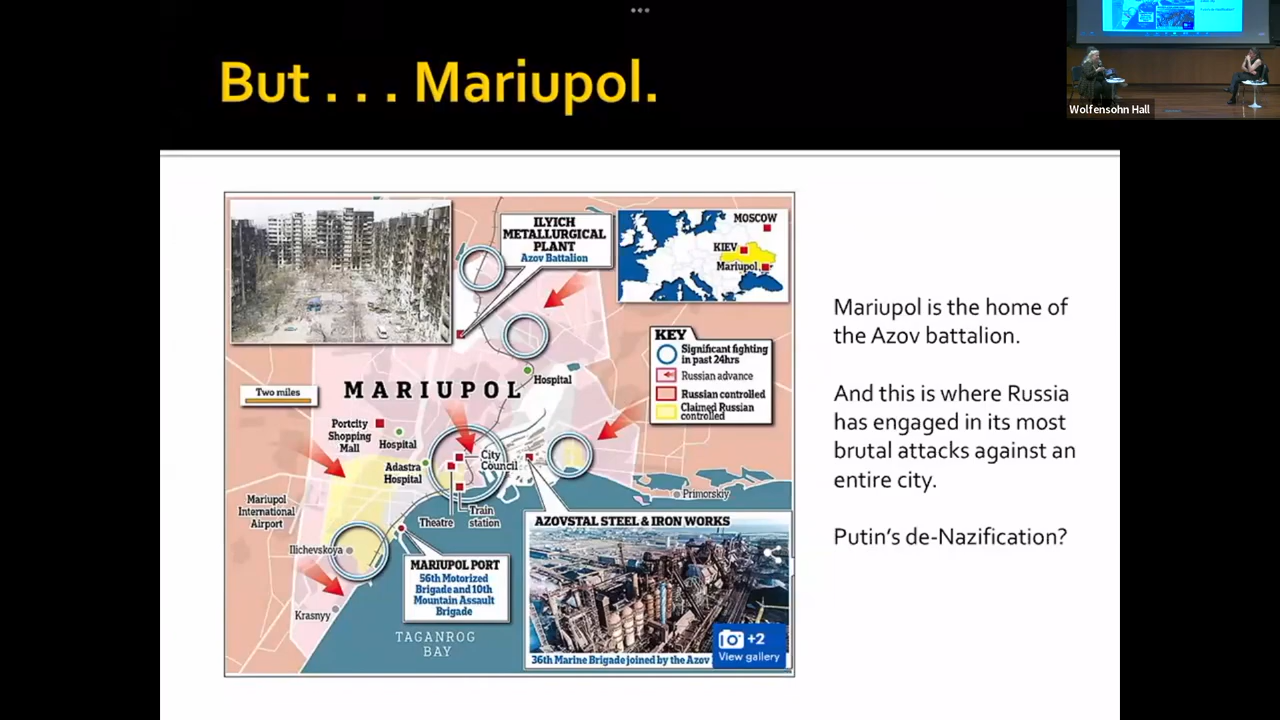 But . . . Mariupol.
Wolfensohn Hall
ILYICH
METALLURGICAL
PLANT
Azov Battalion
MOSCOW
KIEV
Mariupol
KEY
Significant fighting
in past 24hrs
Russian advance
Russian controlled
Claimed Russian
controlled
Two miles
MARIUPOL
Hospital
Portcity
Shopping
Mall
Hospital
Adastra
Hospital
City
Council
Theatre
Train
station
Primorskiy
Mariupol
International
Airport
Ilichevskoya
Krasnyy
MARIUPOL PORT
56th Motorized
Brigade and 10th
Mountain Assault
Brigade
TAGANROG
BAY
AZOVSTAL STEEL & IRON WORKS
36th Marine Brigade joined by the Azov
+2
View gallery
Mariupol is the home of
the Azov battalion.
And this is where Russia
has engaged in its most
brutal attacks against an
entire city.
Putin's de-Nazification?